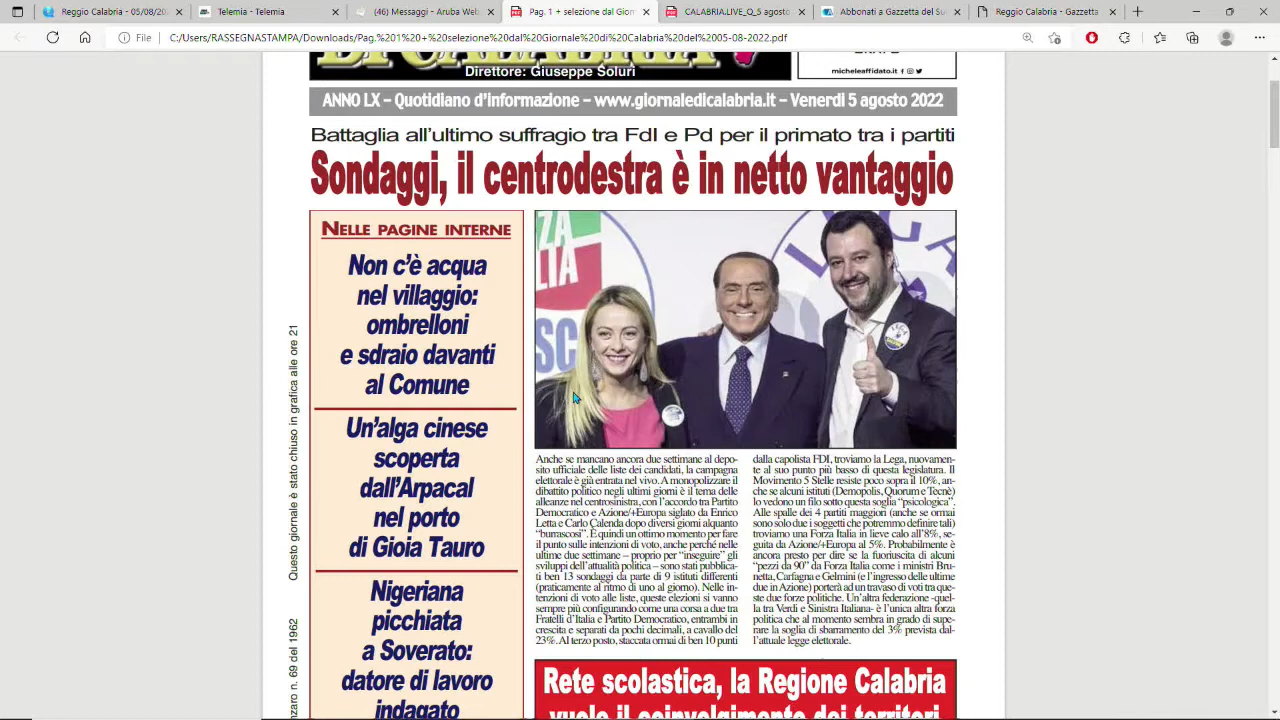 Reggio Calabria - 05/08/20
Telemia - Telemia
(46) Messaggi - Aruba Web
Pag. 1 + selezione del Giorn
CALABRIA.LIVE 5 agosto
Abbonati a Gazzetta del Su
Reggio Calabria - Gazzetta
File
C:/Users/RASSEGNASTAMPA/Downloads/Pag.%201%20+%20selezione%20dal%20Giornale%20di%20Calabria%20del%2005-08-2022.pdf
DI CALABRIA
Direttore: Giuseppe Soluri
micheleaffidato.it
ANNO LX – Quotidiano d'Informazione – www.giornaledicalabria.it – Venerdì 5 agosto 2022
Battaglia all'ultimo suffragio tra FdI e Pd per il primato tra i partiti
Sondaggi, il centrodestra è in netto vantaggio
NELLE PAGINE INTERNE
Non c'è acqua
nel villaggio:
ombrelloni
e sdraio davanti
al Comune
Un'alga cinese
scoperta
dall'Arpacal
nel porto
di Gioia Tauro
Nigeriana
picchiata
a Soverato:
datore di lavoro
indagato
Questo giornale è stato chiuso in grafica alle ore 21
nzaro n. 69 del 1962
ZA
LIA
SC
LEGA
Anche se mancano ancora due settimane al depo-
sito ufficiale delle liste dei candidati, la campagna
elettorale è già entrata nel vivo. A monopolizzare il
dibattito politico negli ultimi giorni è il tema delle
alleanze nel centrosinistra, con l'accordo tra Partito
Democratico e Azione/+Europa siglato da Enrico
Letta e Carlo Calenda dopo diversi giorni alquanto
"burrascosi". È quindi un ottimo momento per fare
il punto sulle intenzioni di voto, anche perché nelle
ultime due settimane – proprio per "inseguire" gli
sviluppi dell'attualità politica – sono stati pubblica-
ti ben 13 sondaggi da parte di 9 istituti differenti
(praticamente al ritmo di uno al giorno). Nelle in-
tenzioni di voto alle liste, queste elezioni si vanno
sempre più configurando come una corsa a due tra
Fratelli d'Italia e Partito Democratico, entrambi in
crescita e separati da pochi decimali, a cavallo del
23%. Al terzo posto, staccata ormai di ben 10 punti
dalla capolista FDI, troviamo la Lega, nuovamen-
te al suo punto più basso di questa legislatura. Il
Movimento 5 Stelle resiste poco sopra il 10%, an-
che se alcuni istituti (Demopolis, Quorum e Tecnè)
lo vedono un filo sotto questa soglia "psicologica".
Alle spalle dei 4 partiti maggiori (anche se ormai
sono solo due i soggetti che potremmo definire tali)
troviamo una Forza Italia in lieve calo all'8%, se-
guita da Azione/+Europa al 5%. Probabilmente è
ancora presto per dire se la fuoriuscita di alcuni
"pezzi da 90" da Forza Italia come i ministri Bru-
netta, Carfagna e Gelmini (e l'ingresso delle ultime
due in Azione) porterà ad un travaso di voti tra que-
ste due forze politiche. Un'altra federazione -quel-
la tra Verdi e Sinistra Italiana- è l'unica altra forza
politica che al momento sembra in grado di supe-
rare la soglia di sbarramento del 3% prevista dal-
l'attuale legge elettorale.
Rete scolastica, la Regione Calabria
vuole il coinvolgimento dei territori